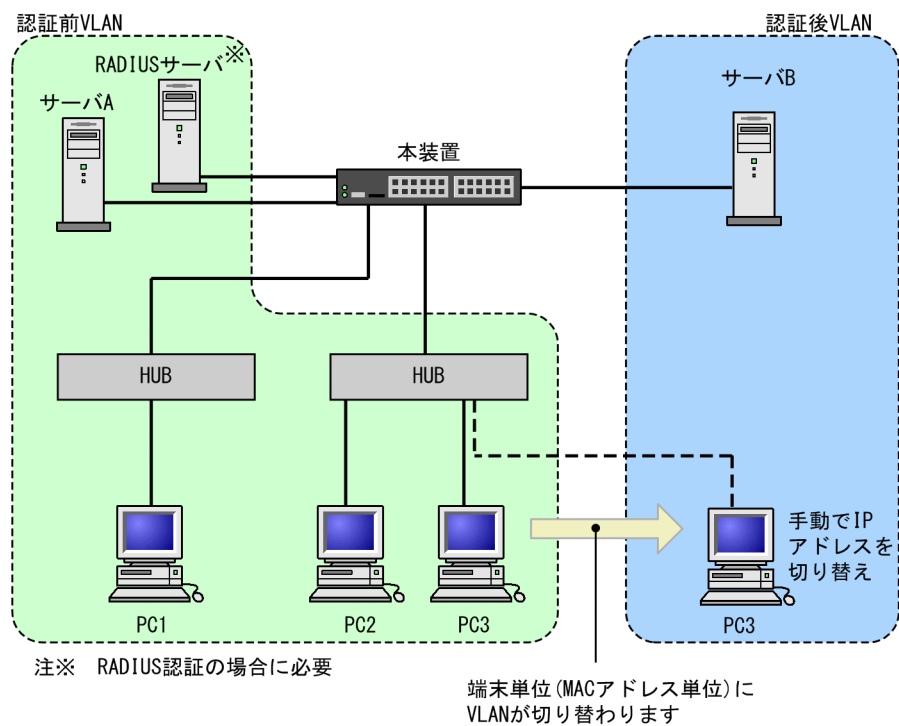 認証前VLAN
認証後VLAN
RADIUSサーバ※
サーバA
サーバB
本装置
HUB
HUB
手動でIP
アドレスを
切り替え
PC1
PC2
PC3
PC3
注※ RADIUS認証の場合に必要
端末単位(MACアドレス単位)に
VLANが切り替わります